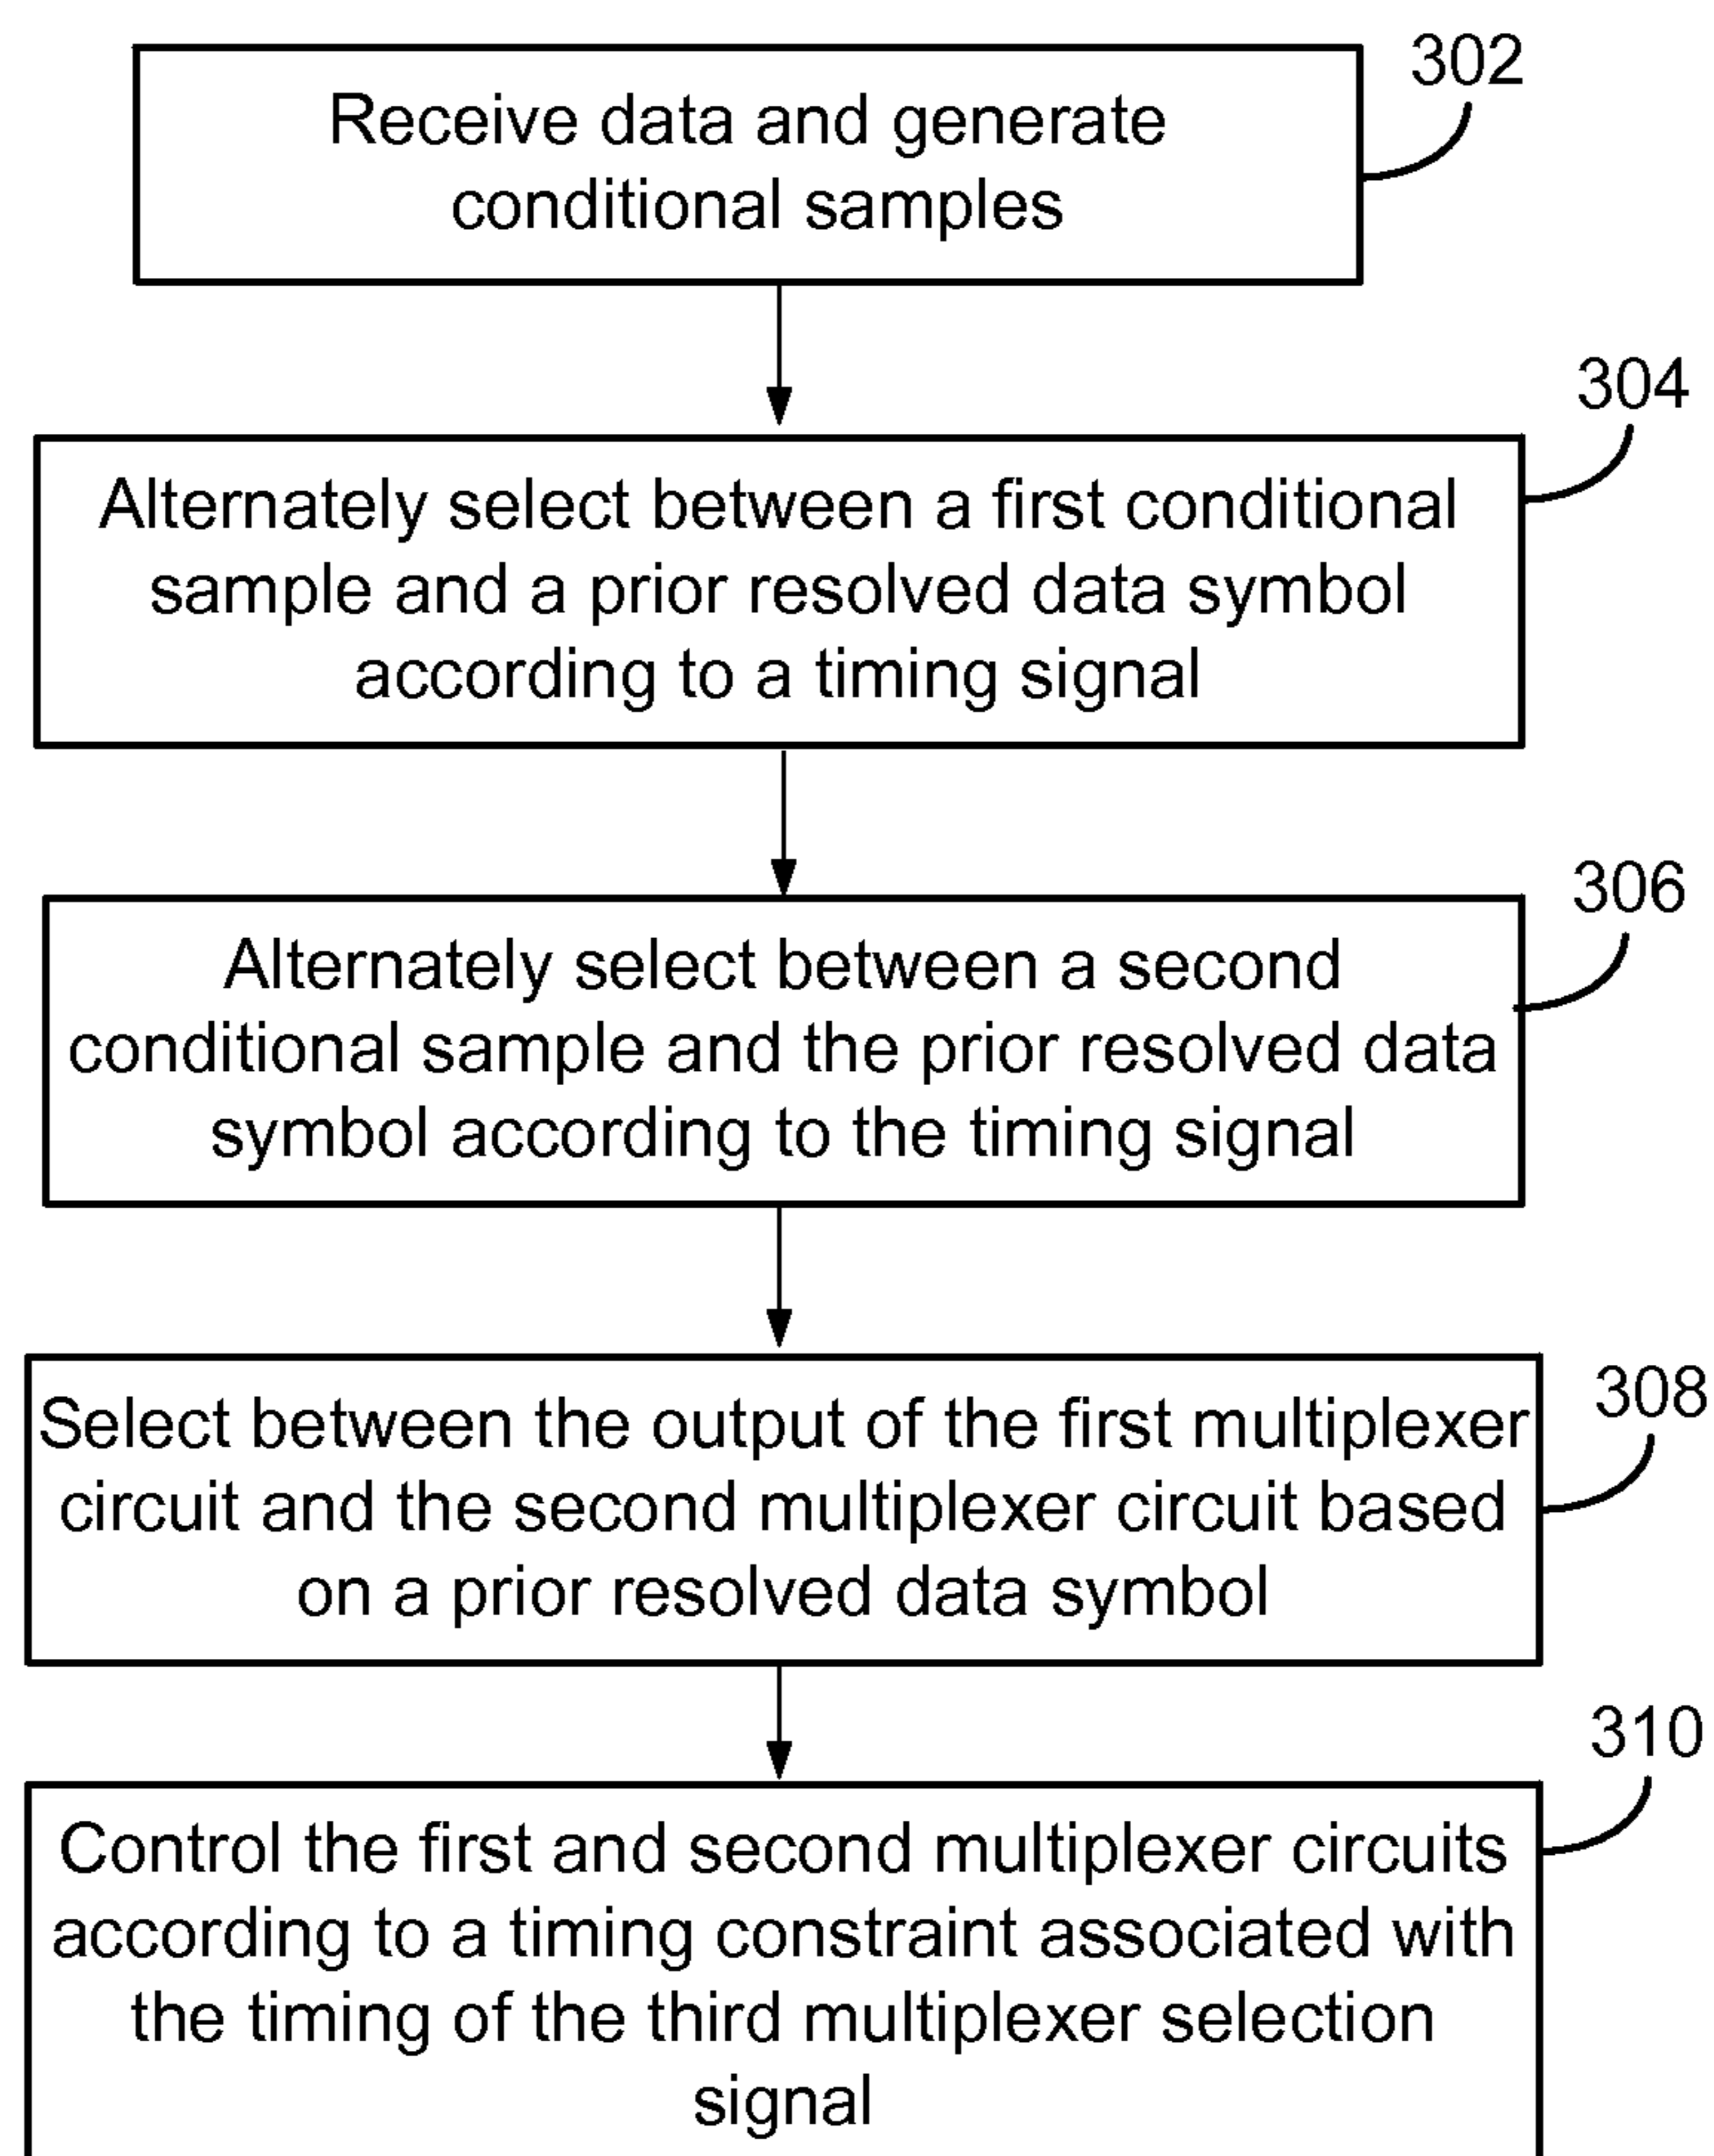 302
Receive data and generate
conditional samples
304
Alternately select between a first conditional
sample and a prior resolved data symbol
according to a timing signal
306
Alternately select between a second
conditional sample and the prior resolved data
symbol according to the timing signal
308
Select between the output of the first multiplexer
circuit and the second multiplexer circuit based
on a prior resolved data symbol
310
Control the first and second multiplexer circuits
according to a timing constraint associated with
the timing of the third multiplexer selection
signal